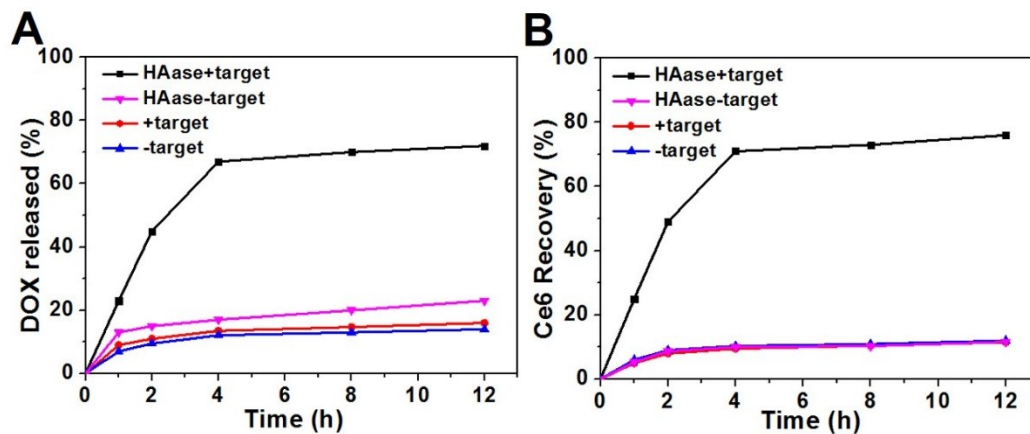 A
B
DOX released (%)
100
80
60
40
20
0
HAase+target
HAase-target
+target
-target
0 2 4 6 8 10 12
Time (h)
Ce6 Recovery (%)
100
80
60
40
20
0
HAase+target
HAase-target
+target
-target
0 2 4 6 8 10 12
Time (h)